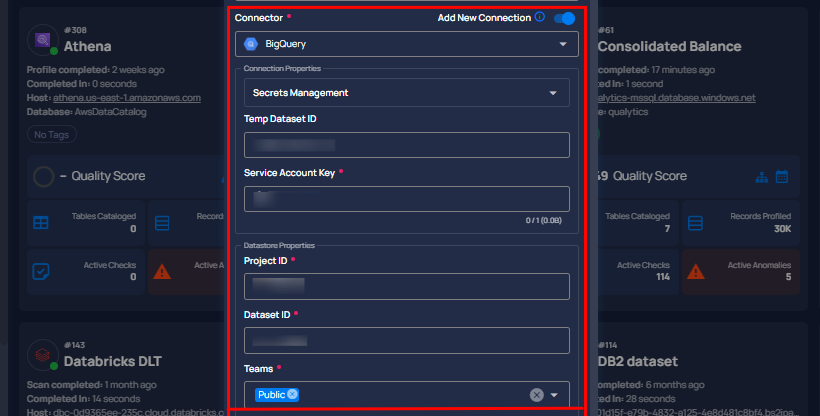 #308
Athena
Profile completed: 2 weeks ago
Completed In: 0 seconds
Host: athena.us-east-1.amazonaws.com
Database: AwsDataCatalog
No Tags
– Quality Score
Tables Cataloged
0
Records
Active Checks
0
Active A
#143
Databricks DLT
Scan completed: 1 month ago
Completed In: 14 seconds
Host: dbc-0d9365ee-235c.cloud.databricks.c
Connector *
Add New Connection
BigQuery
Connection Properties
Secrets Management
Temp Dataset ID
Service Account Key *
0 / 1 (0.0B)
Datastore Properties
Project ID *
Dataset ID *
Teams *
Public
#61
Consolidated Balance
completed: 17 minutes ago
In: 1 second
alytics-mssql.database.windows.net
e: qualytics
49 Quality Score
Tables Cataloged
7
Records Profiled
30K
Active Checks
114
Active Anomalies
5
#114
DB2 dataset
completed: 6 months ago
In: 28 seconds
01d15f-e79b-4832-a125-4e8d481c8bf4.bs2ipa...